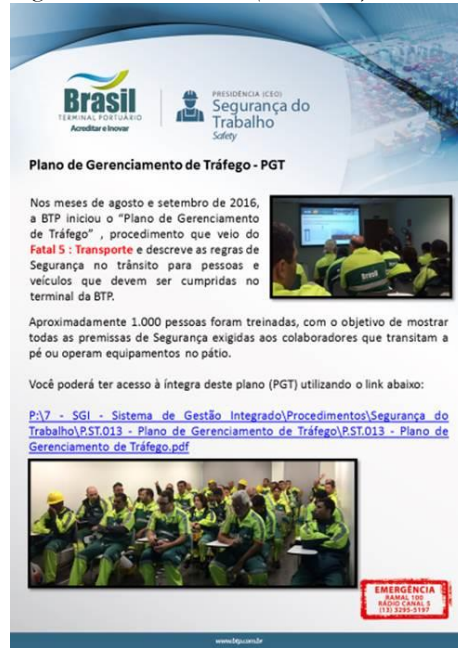 Brasil
TERMINAL PORTUÁRIO
Acreditar e Inovar
PRESIDÊNCIA (CEO)
Segurança do
Trabalho
Safety
Plano de Gerenciamento de Tráfego - PGT
Nos meses de agosto e setembro de 2016,
a BTP iniciou o "Plano de Gerenciamento
de Tráfego" , procedimento que veio do
Fatal 5 : Transporte e descreve as regras de
Segurança no trânsito para pessoas e
veículos que devem ser cumpridas no
terminal da BTP.
Brasil
Aproximadamente 1.000 pessoas foram treinadas, com o objetivo de mostrar
todas as premissas de Segurança exigidas aos colaboradores que transitam a
pé ou operam equipamentos no pátio.
Você poderá ter acesso à íntegra deste plano (PGT) utilizando o link abaixo:
P:\7 - SGI - Sistema de Gestão Integrado\Procedimentos\Segurança do
Trabalho\P.ST.013 - Plano de Gerenciamento de Tráfego\P.ST.013 - Plano de
Gerenciamento de Tráfego.pdf
EMERGÊNCIA
RAMAL 100
RÁDIO CANAL 5
(13) 3295-5197
www.btp.com.br